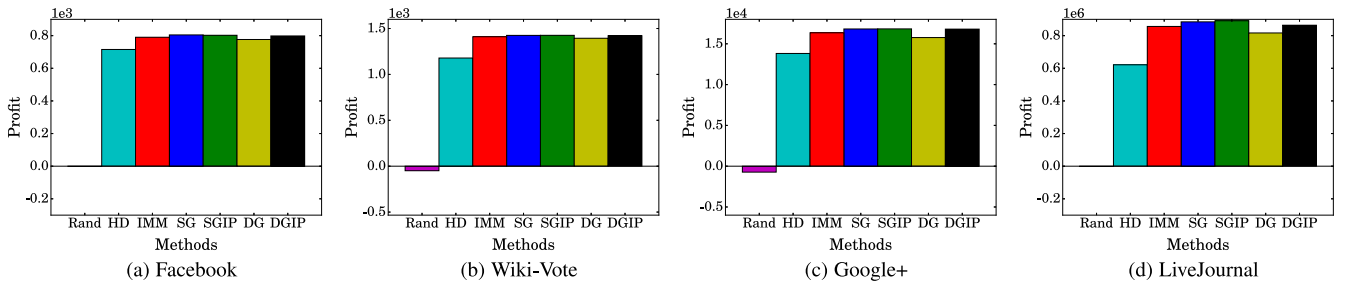 1e3
0.8
0.6
0.4
0.2
0.0
-0.2
Profit
Rand HD IMM SG SGIP DG DGIP
Methods
(a) Facebook
1e3
1.5
1.0
0.5
0.0
-0.5
Profit
Rand HD IMM SG SGIP DG DGIP
Methods
(b) Wiki-Vote
1e4
1.5
1.0
0.5
0.0
-0.5
Profit
Rand HD IMM SG SGIP DG DGIP
Methods
(c) Google+
1e6
0.8
0.6
0.4
0.2
0.0
-0.2
Profit
Rand HD IMM SG SGIP DG DGIP
Methods
(d) LiveJournal